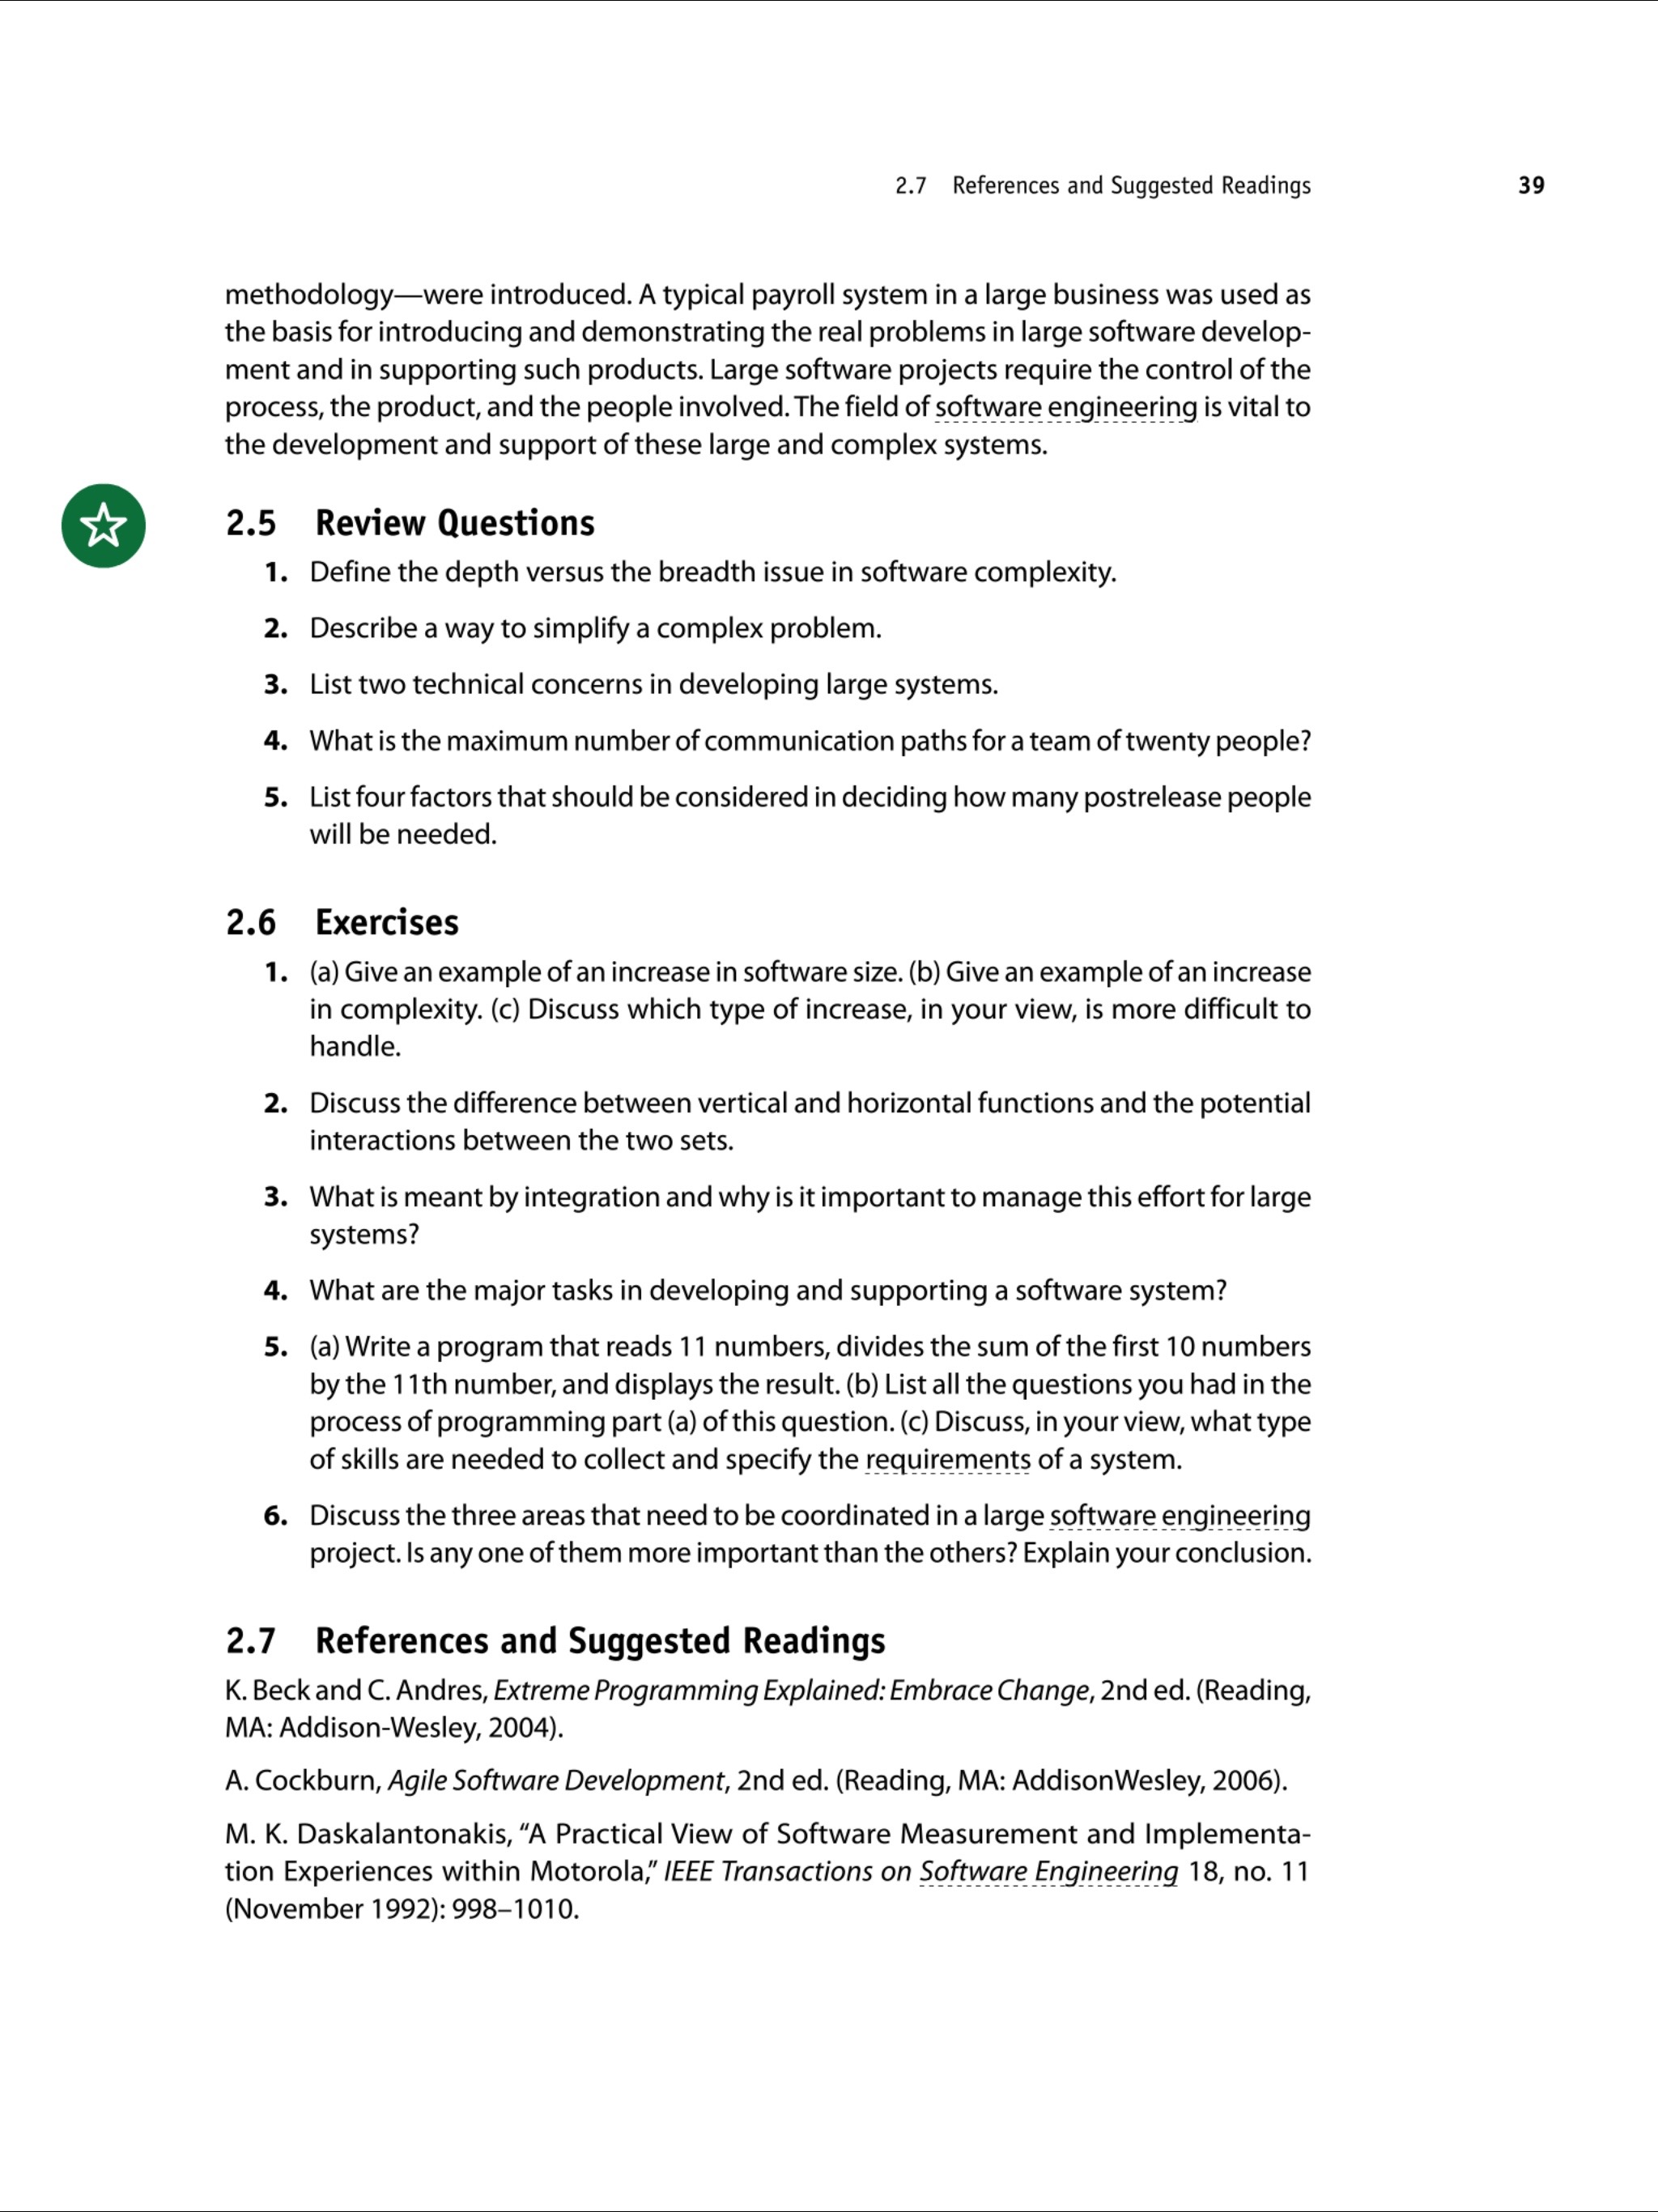 2.7 References and Suggested Readings 39
methodology—were introduced. A typical payroll system in a large business was used as
the basis for introducing and demonstrating the real problems in large software develop-
ment and in supporting such products. Large software projects require the control of the
process, the product, and the people involved. The field of software engineering is vital to
the development and support of these large and complex systems.
2.5 Review Questions
1. Define the depth versus the breadth issue in software complexity.
2. Describe a way to simplify a complex problem.
3. List two technical concerns in developing large systems.
4. What is the maximum number of communication paths for a team of twenty people?
5. List four factors that should be considered in deciding how many postrelease people
will be needed.
2.6 Exercises
1. (a) Give an example of an increase in software size. (b) Give an example of an increase
in complexity. (c) Discuss which type of increase, in your view, is more difficult to
handle.
2. Discuss the difference between vertical and horizontal functions and the potential
interactions between the two sets.
3. What is meant by integration and why is it important to manage this effort for large
systems?
4. What are the major tasks in developing and supporting a software system?
5. (a) Write a program that reads 11 numbers, divides the sum of the first 10 numbers
by the 11th number, and displays the result. (b) List all the questions you had in the
process of programming part (a) of this question. (c) Discuss, in your view, what type
of skills are needed to collect and specify the requirements of a system.
6. Discuss the three areas that need to be coordinated in a large software engineering
project. Is any one of them more important than the others? Explain your conclusion.
2.7 References and Suggested Readings
K. Beck and C. Andres, Extreme Programming Explained: Embrace Change, 2nd ed. (Reading,
MA: Addison-Wesley, 2004).
A. Cockburn, Agile Software Development, 2nd ed. (Reading, MA: AddisonWesley, 2006).
M. K. Daskalantonakis, “A Practical View of Software Measurement and Implementa-
tion Experiences within Motorola,” IEEE Transactions on Software Engineering 18, no. 11
(November 1992): 998–1010.